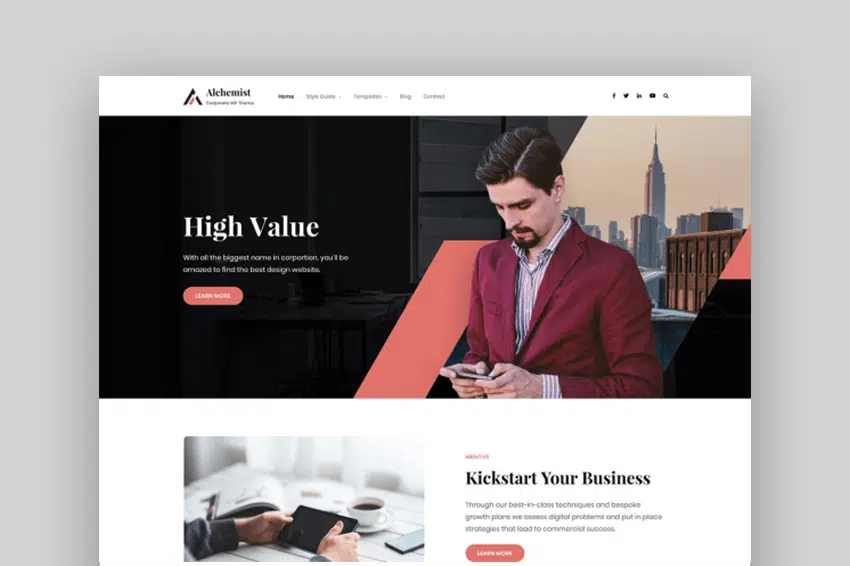 Alchemist
Corporate WP Theme
Home Style Guide Templates Blog Contact
High Value
With all the biggest name in corportion, you'll be
amazed to find the best design website.
LEARN MORE
ABOUT US
Kickstart Your Business
Through our best-in-class techniques and bespoke
growth plans we assess digital problems and put in place
strategies that lead to commercial success.
LEARN MORE